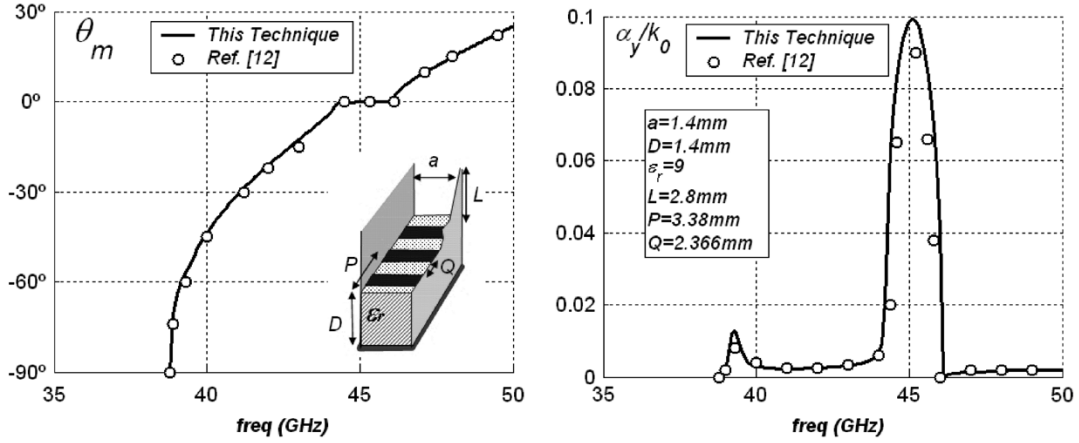 30º
0º
-30º
-60º
-90º
θm
This Technique
Ref. [12]
a
L
P
Q
D
εr
35
40
45
50
freq (GHz)
0.1
0.08
0.06
0.04
0.02
0
αy/k0
This Technique
Ref. [12]
a=1.4mm
D=1.4mm
εr=9
L=2.8mm
P=3.38mm
Q=2.366mm
35
40
45
50
freq (GHz)